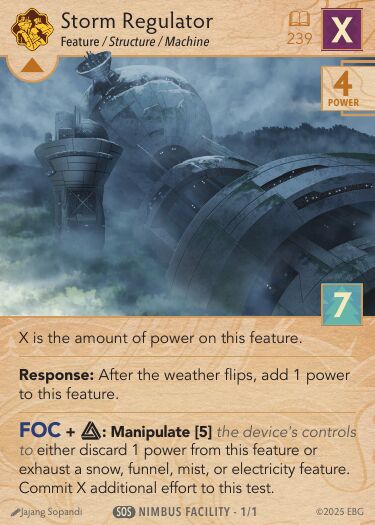 Storm Regulator
Feature / Structure / Machine
239
X
4
POWER
7
X is the amount of power on this feature.
Response: After the weather flips, add 1 power
to this feature.
FOC + : Manipulate [5] the device's controls
to either discard 1 power from this feature or
exhaust a snow, funnel, mist, or electricity feature.
Commit X additional effort to this test.
Jajang Sopandi
SOS NIMBUS FACILITY - 1/1
©2025 EBG